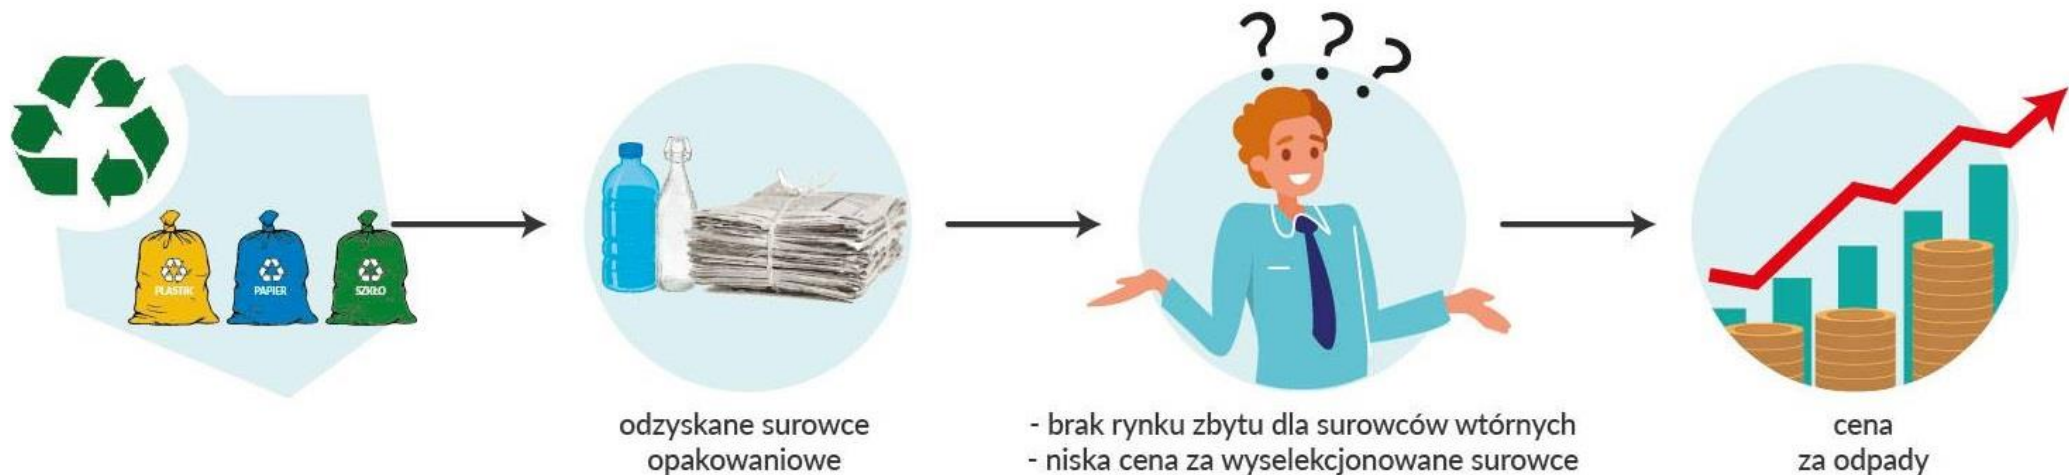 PLASTIK
PAPIER
SZKŁO
? ? ?
odzyskane surowce
opakowaniowe
- brak rynku zbytu dla surowców wtórnych
- niska cena za wyselekcjonowane surowce
cena
za odpady